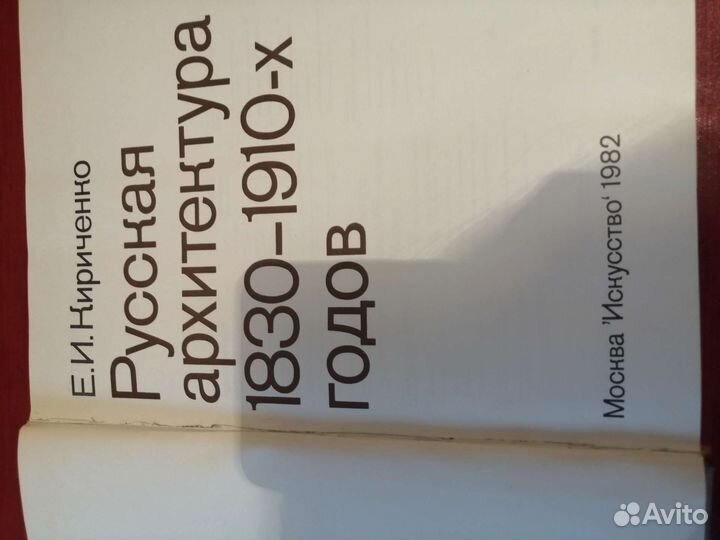 Е.И.Кириченко
Русская
архитектура
1830–1910-х
годов
Москва 'Искусство' 1982
Avito